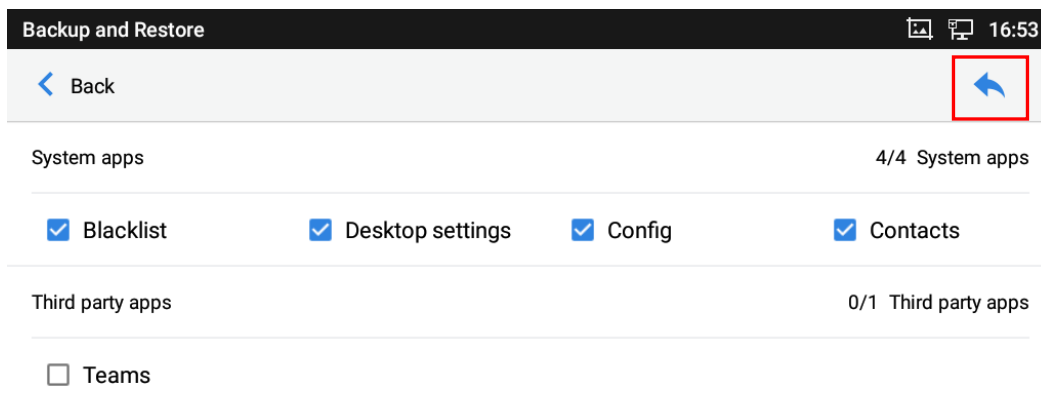 Backup and Restore 16:53
Back
System apps 4/4 System apps
Blacklist Desktop settings Config Contacts
Third party apps 0/1 Third party apps
Teams